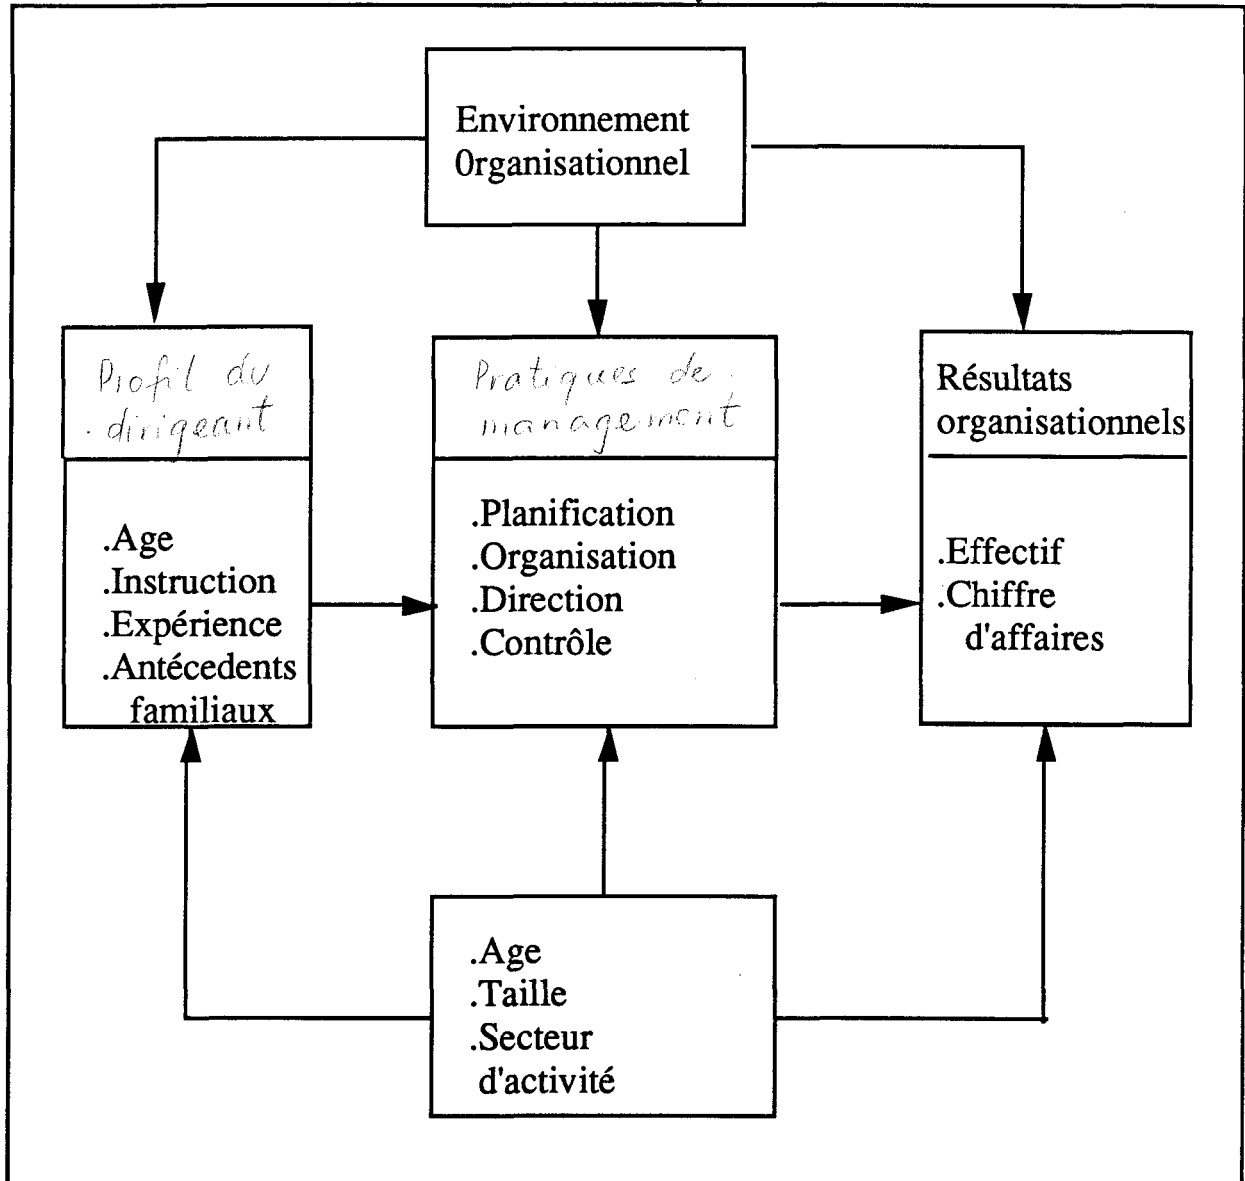 Environnement
Organisationnel
Profil du
dirigeant
.Age
.Instruction
.Expérience
.Antécedents
familiaux
Pratiques de
management
.Planification
.Organisation
.Direction
.Contrôle
Résultats
organisationnels
.Effectif
.Chiffre
d'affaires
.Age
.Taille
.Secteur
d'activité